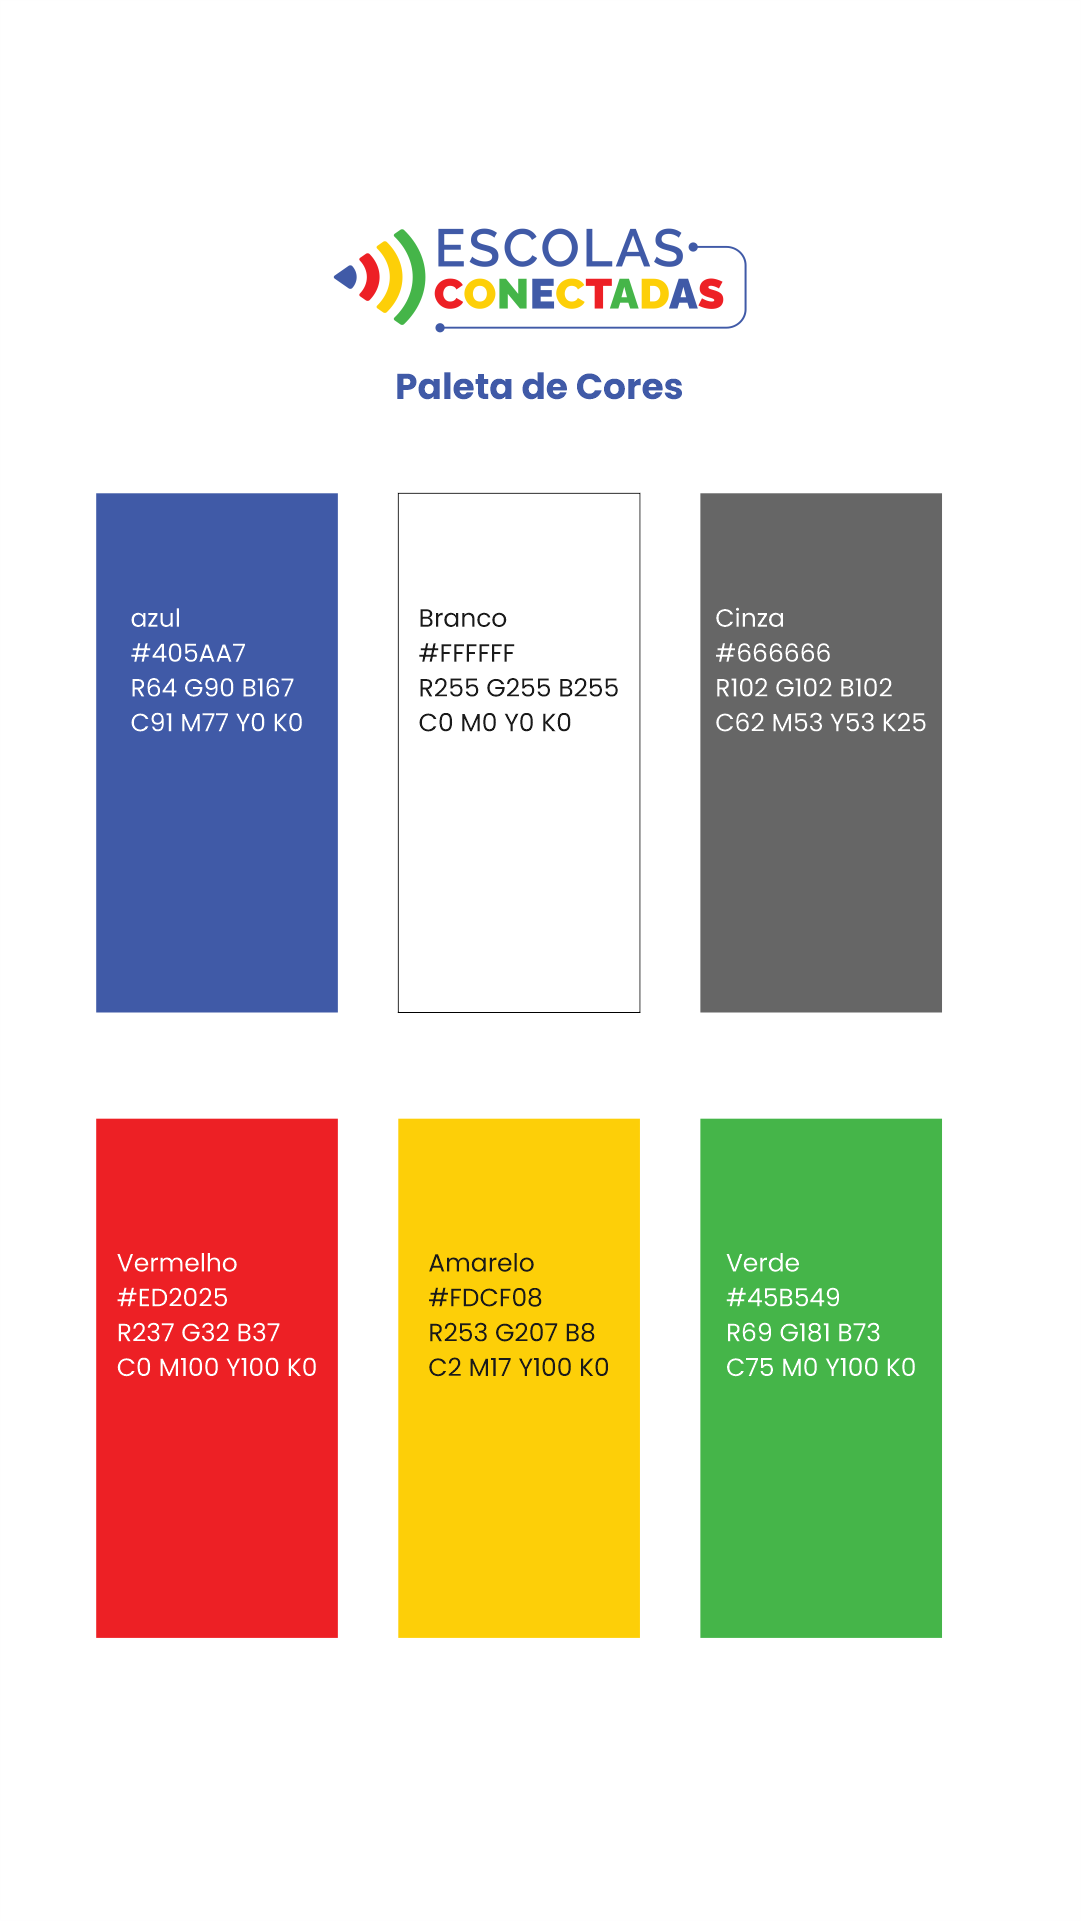 ESCOLAS
CONECTADAS
Paleta de Cores
azul
#405AA7
R64 G90 B167
C91 M77 Y0 K0
Branco
#FFFFFF
R255 G255 B255
C0 M0 Y0 K0
Cinza
#666666
R102 G102 B102
C62 M53 Y53 K25
Vermelho
#ED2025
R237 G32 B37
C0 M100 Y100 K0
Amarelo
#FDCF08
R253 G207 B8
C2 M17 Y100 K0
Verde
#45B549
R69 G181 B73
C75 M0 Y100 K0